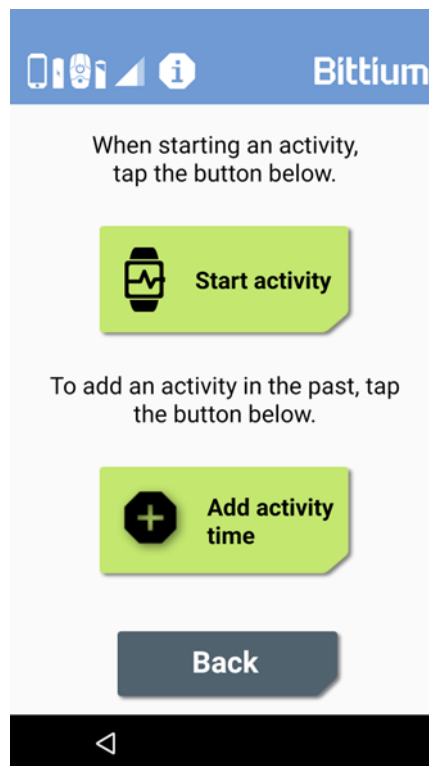 Bittium
When starting an activity,
tap the button below.
Start activity
To add an activity in the past, tap
the button below.
Add activity
time
Back